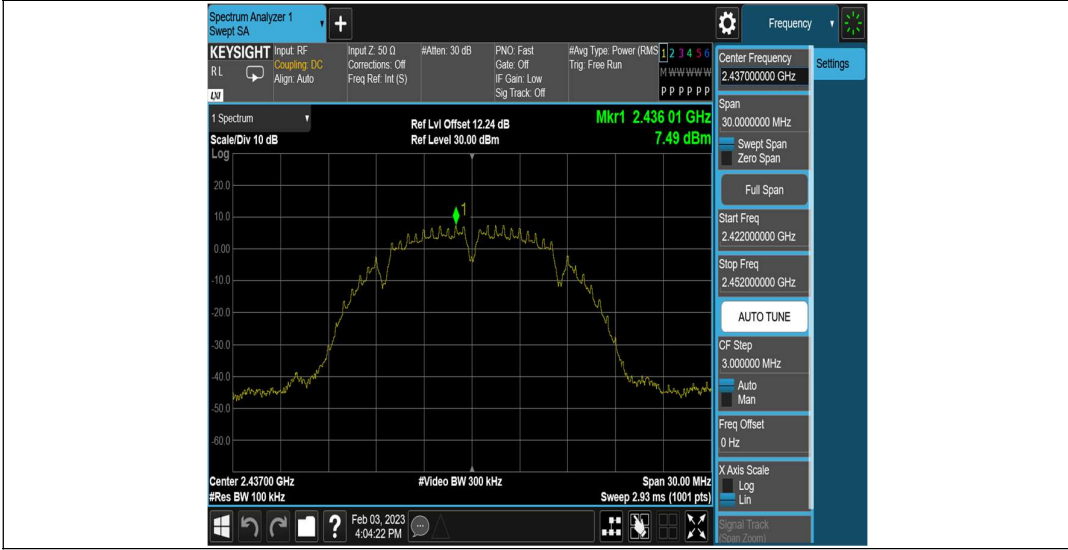 Spectrum Analyzer 1
Swept SA
+
Frequency
KEYSIGHT
Input: RF
Input Z: 50 Ω
#Atten: 30 dB
PNO: Fast
#Avg Type: Power (RMS
1 2 3 4 5 6
R L
Coupling: DC
Corrections: Off
Gate: Off
Trig: Free Run
M W W W W W
Align: Auto
Freq Ref: Int (S)
IF Gain: Low
Sig Track: Off
P P P P P P
LXI
1 Spectrum
Ref Lvl Offset 12.24 dB
Mkr1 2.436 01 GHz
Scale/Div 10 dB
Ref Level 30.00 dBm
7.49 dBm
Log
1
20.0
10.0
0.00
-10.0
-20.0
-30.0
-40.0
-50.0
-60.0
Center 2.43700 GHz
#Video BW 300 kHz
Span 30.00 MHz
#Res BW 100 kHz
Sweep 2.93 ms (1001 pts)
?
Feb 03, 2023
4:04:22 PM
Center Frequency
2.437000000 GHz
Settings
Span
30.0000000 MHz
Swept Span
Zero Span
Full Span
Start Freq
2.422000000 GHz
Stop Freq
2.452000000 GHz
AUTO TUNE
CF Step
3.000000 MHz
Auto
Man
Freq Offset
0 Hz
X Axis Scale
Log
Lin
Signal Track
(Span Zoom)